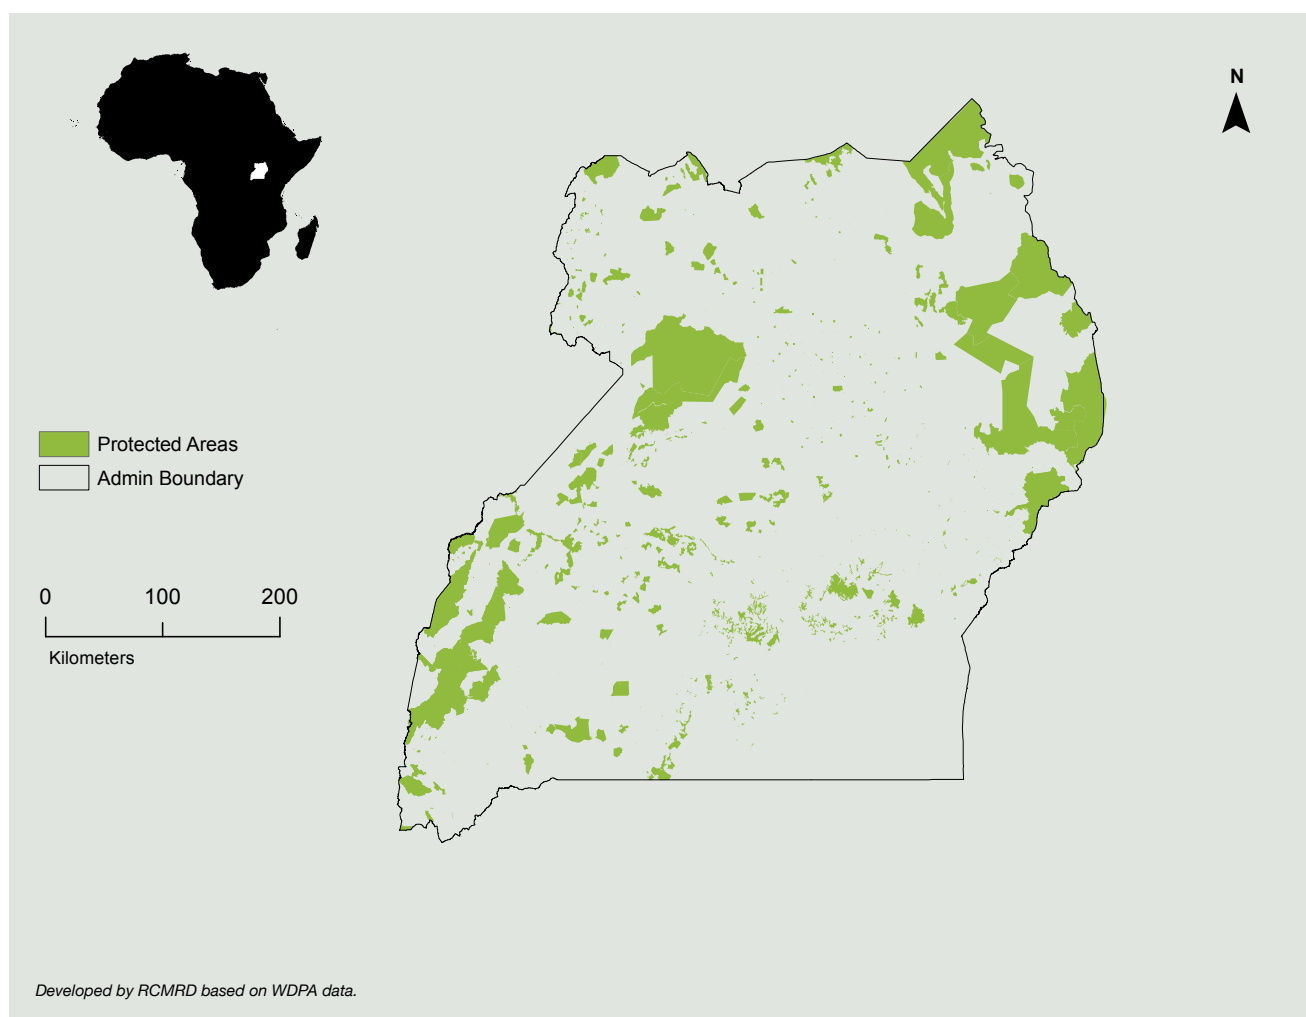 N
Protected Areas
Admin Boundary
0 100 200
Kilometers
Developed by RCMRD based on WDPA data.